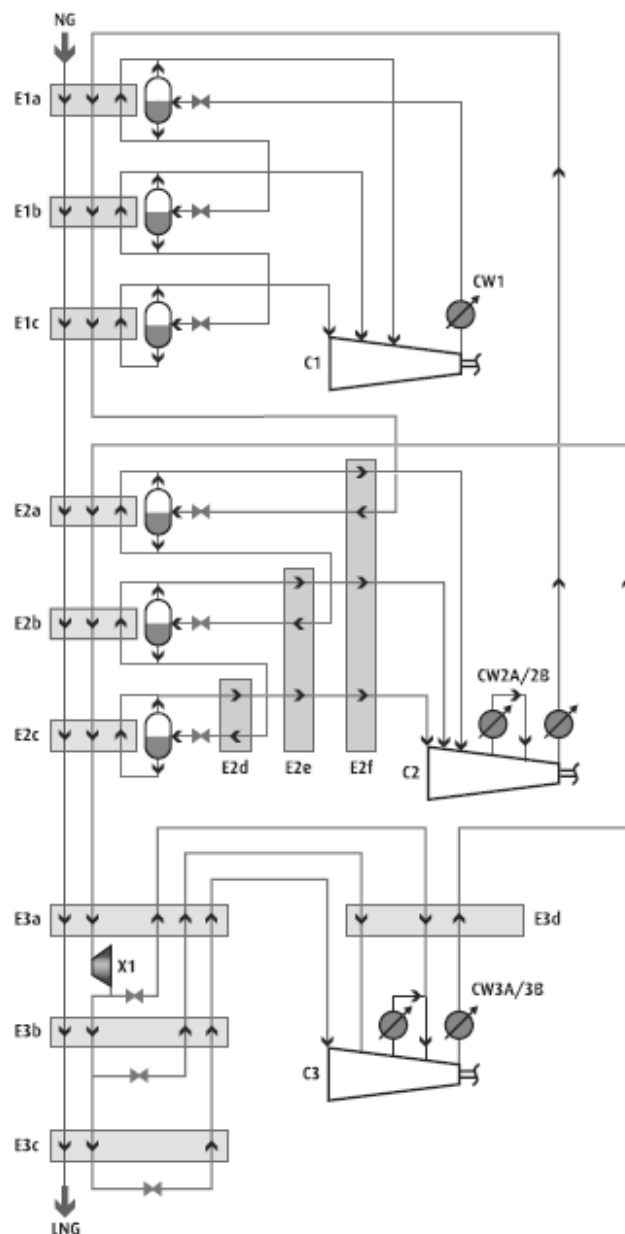 NG
E1a
E1b
CW1
E1c
C1
E2a
E2b
CW2A/2B
E2c
C2
E2d
E2e
E2f
E3a
E3d
X1
CW3A/3B
E3b
C3
E3c
LNG